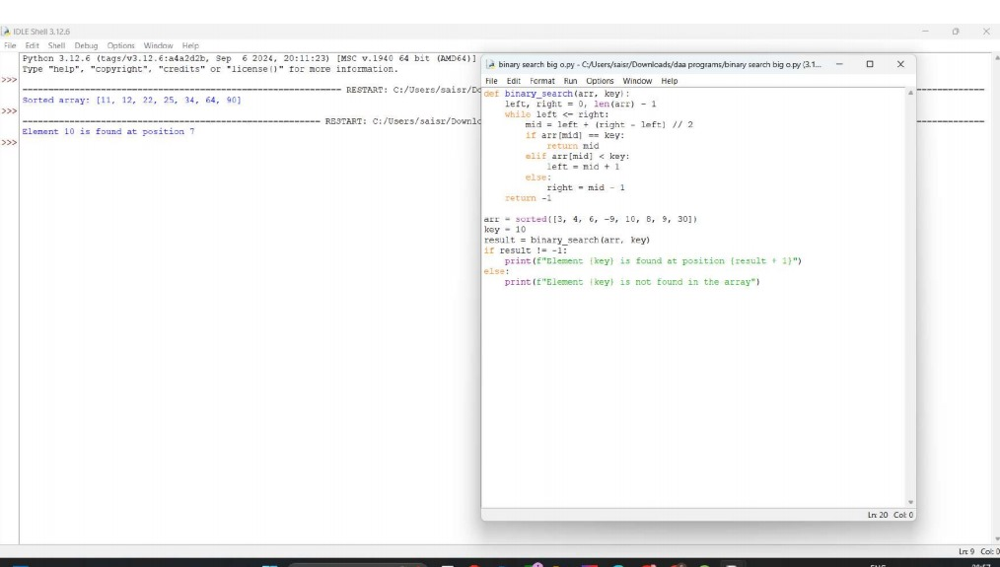 IDLE Shell 3.12.6
File Edit Shell Debug Options Window Help
Python 3.12.6 (tags/v3.12.6:a4a2d2b, Sep 6 2024, 20:11:23) [MSC v.1940 64 bit (AMD64)]
Type "help", "copyright", "credits" or "license()" for more information.
>>>
RESTART: C:/Users/saisr/Do
Sorted array: [11, 12, 22, 25, 34, 64, 90]
>>>
RESTART: C:/Users/saisr/Downlo
Element 10 is found at position 7
>>>
binary search big o.py - C:/Users/saisr/Downloads/daa programs/binary search big o.py (3.1...
File Edit Format Run Options Window Help
def binary_search(arr, key):
    left, right = 0, len(arr) - 1
    while left <= right:
        mid = left + (right - left) // 2
        if arr[mid] == key:
            return mid
        elif arr[mid] < key:
            left = mid + 1
        else:
            right = mid - 1
    return -1
arr = sorted([3, 4, 6, -9, 10, 8, 9, 30])
key = 10
result = binary_search(arr, key)
if result != -1:
    print(f"Element {key} is found at position {result + 1}")
else:
    print(f"Element {key} is not found in the array")
Ln: 20 Col: 0
Ln: 9 Col: 0